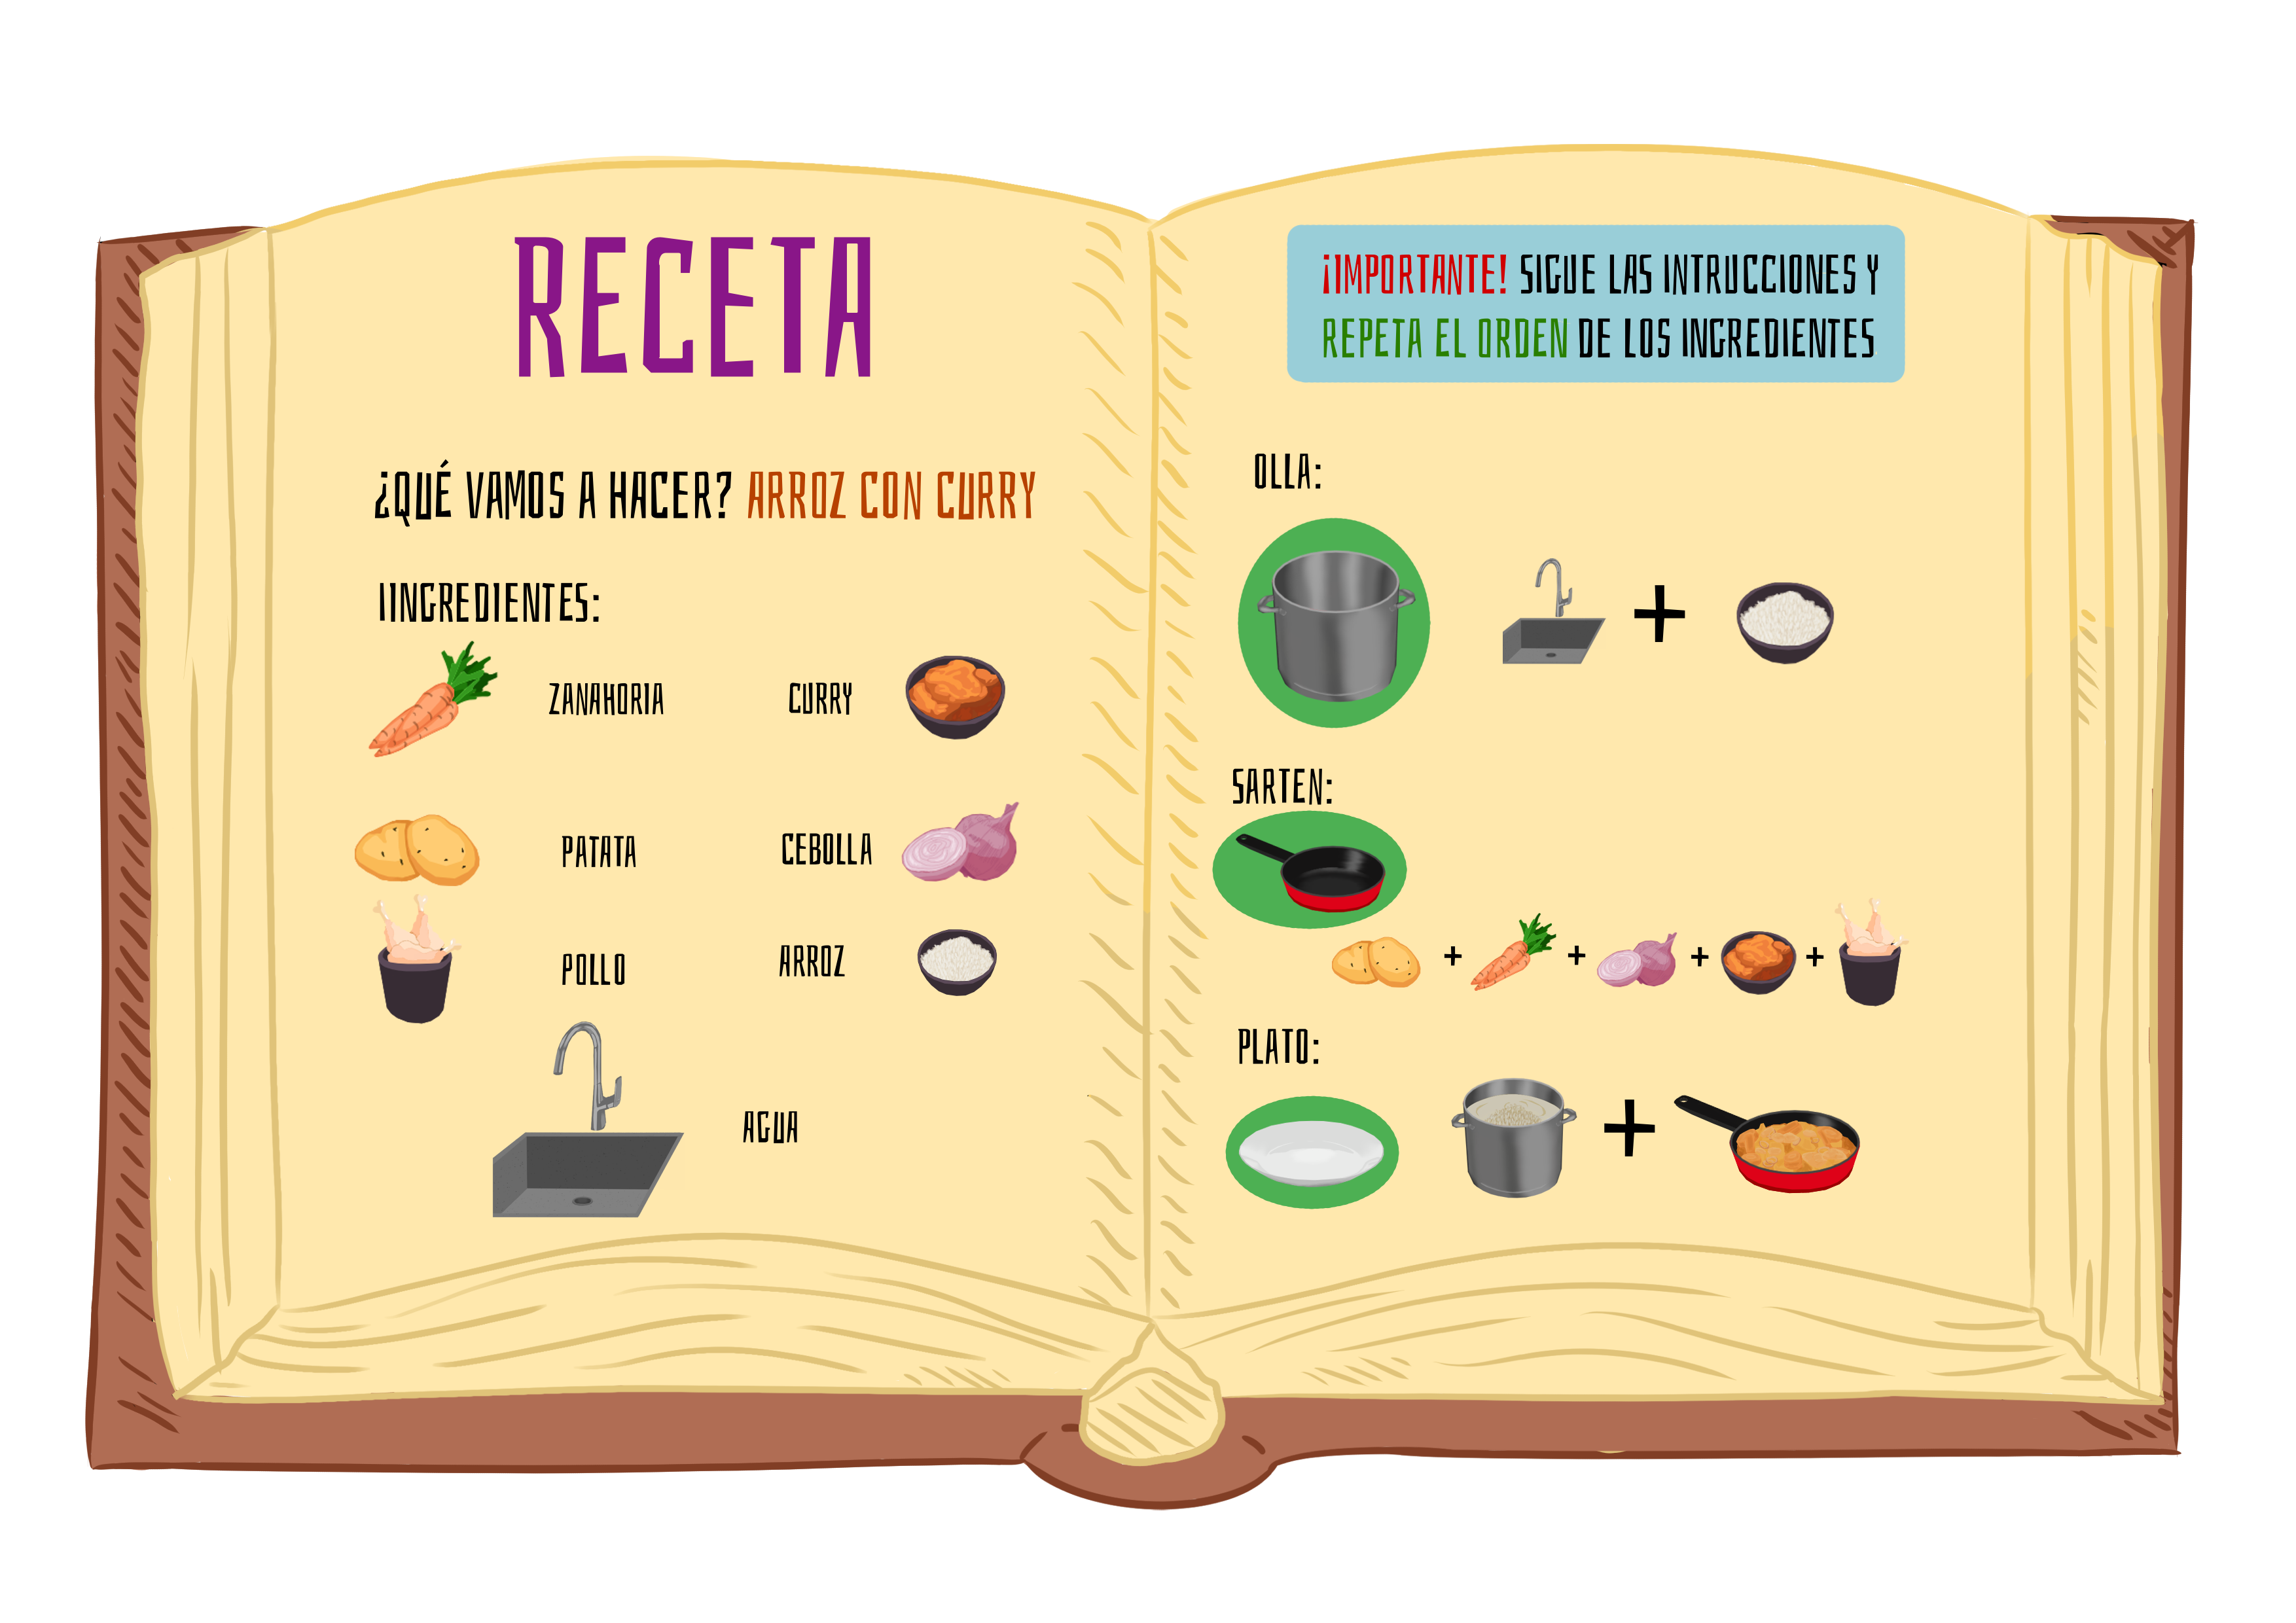 RECETA
¿QUÉ VAMOS A HACER? ARROZ CON CURRY
IINGREDIENTES:
ZANAHORIA CURRY
PATATA CEBOLLA
POLLO ARROZ
AGUA
¡IMPORTANTE! SIGUE LAS INTRUCCIONES Y
REPETA EL ORDEN DE LOS INGREDIENTES
OLLA:
+
SARTEN:
+ + + +
PLATO:
+